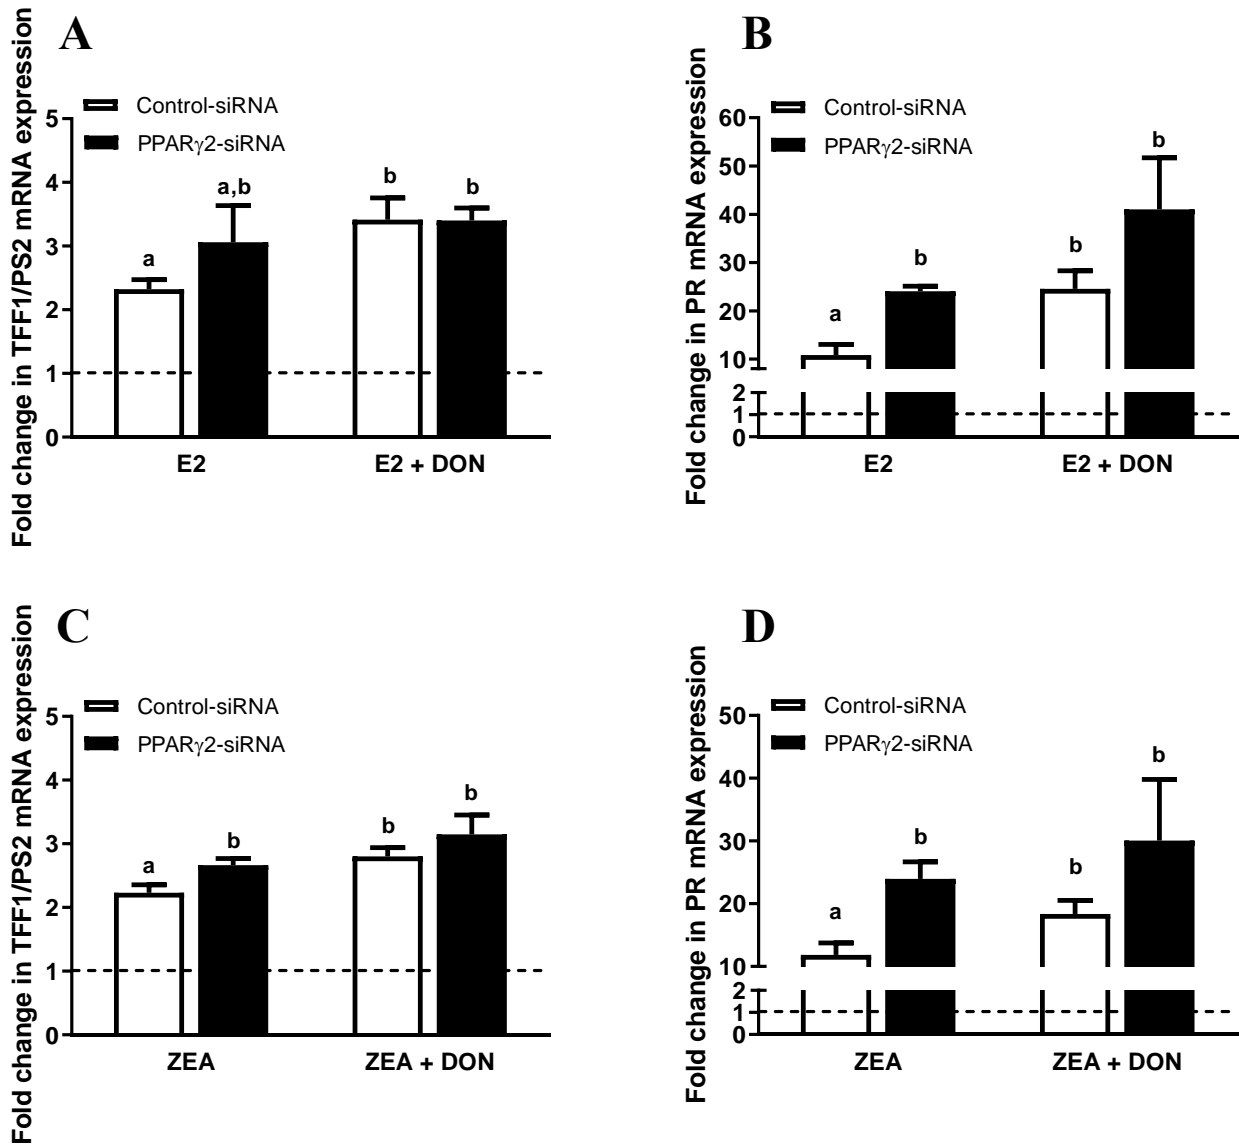 A
Fold change in TFF1/PS2 mRNA expression
Control-siRNA
PPARγ2-siRNA
5
4
3
2
1
0
a
a,b
b
b
E2
E2 + DON
B
Fold change in PR mRNA expression
Control-siRNA
PPARγ2-siRNA
60
50
40
30
20
10
2
1
0
a
b
b
b
E2
E2 + DON
C
Fold change in TFF1/PS2 mRNA expression
Control-siRNA
PPARγ2-siRNA
5
4
3
2
1
0
a
b
b
b
ZEA
ZEA + DON
D
Fold change in PR mRNA expression
Control-siRNA
PPARγ2-siRNA
50
40
30
20
10
2
1
0
a
b
b
b
ZEA
ZEA + DON